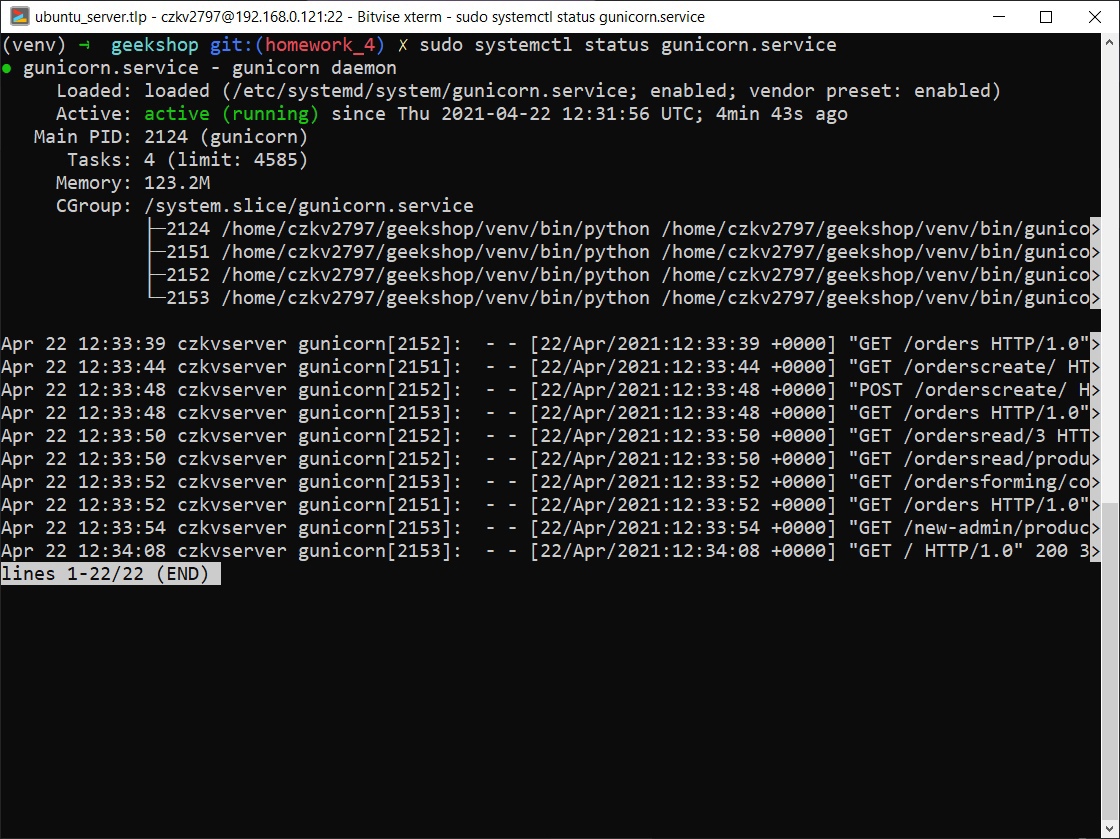 ubuntu_server.tlp - czkv2797@192.168.0.121:22 - Bitvise xterm - sudo systemctl status gunicorn.service
(venv) → geekshop git:(homework_4) ✗ sudo systemctl status gunicorn.service
● gunicorn.service - gunicorn daemon
Loaded: loaded (/etc/systemd/system/gunicorn.service; enabled; vendor preset: enabled)
Active: active (running) since Thu 2021-04-22 12:31:56 UTC; 4min 43s ago
Main PID: 2124 (gunicorn)
Tasks: 4 (limit: 4585)
Memory: 123.2M
CGroup: /system.slice/gunicorn.service
├─2124 /home/czkv2797/geekshop/venv/bin/python /home/czkv2797/geekshop/venv/bin/gunico>
├─2151 /home/czkv2797/geekshop/venv/bin/python /home/czkv2797/geekshop/venv/bin/gunico>
├─2152 /home/czkv2797/geekshop/venv/bin/python /home/czkv2797/geekshop/venv/bin/gunico>
└─2153 /home/czkv2797/geekshop/venv/bin/python /home/czkv2797/geekshop/venv/bin/gunico>
Apr 22 12:33:39 czkvserver gunicorn[2152]:  - - [22/Apr/2021:12:33:39 +0000] "GET /orders HTTP/1.0">
Apr 22 12:33:44 czkvserver gunicorn[2151]:  - - [22/Apr/2021:12:33:44 +0000] "GET /orderscreate/ HT>
Apr 22 12:33:48 czkvserver gunicorn[2152]:  - - [22/Apr/2021:12:33:48 +0000] "POST /orderscreate/ H>
Apr 22 12:33:48 czkvserver gunicorn[2153]:  - - [22/Apr/2021:12:33:48 +0000] "GET /orders HTTP/1.0">
Apr 22 12:33:50 czkvserver gunicorn[2152]:  - - [22/Apr/2021:12:33:50 +0000] "GET /ordersread/3 HTT>
Apr 22 12:33:50 czkvserver gunicorn[2152]:  - - [22/Apr/2021:12:33:50 +0000] "GET /ordersread/produ>
Apr 22 12:33:52 czkvserver gunicorn[2153]:  - - [22/Apr/2021:12:33:52 +0000] "GET /ordersforming/co>
Apr 22 12:33:52 czkvserver gunicorn[2151]:  - - [22/Apr/2021:12:33:52 +0000] "GET /orders HTTP/1.0">
Apr 22 12:33:54 czkvserver gunicorn[2153]:  - - [22/Apr/2021:12:33:54 +0000] "GET /new-admin/produc>
Apr 22 12:34:08 czkvserver gunicorn[2153]:  - - [22/Apr/2021:12:34:08 +0000] "GET / HTTP/1.0" 200 3>
lines 1-22/22 (END)